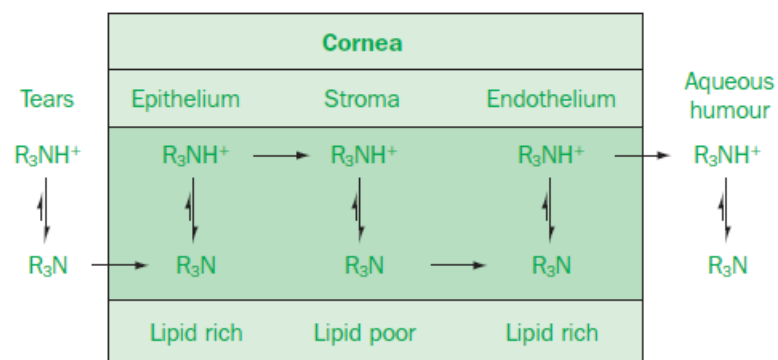 Cornea
Tears Epithelium Stroma Endothelium Aqueous
humour
R₃NH⁺ R₃NH⁺ R₃NH⁺ R₃NH⁺ R₃NH⁺
R₃N R₃N R₃N R₃N R₃N
Lipid rich Lipid poor Lipid rich